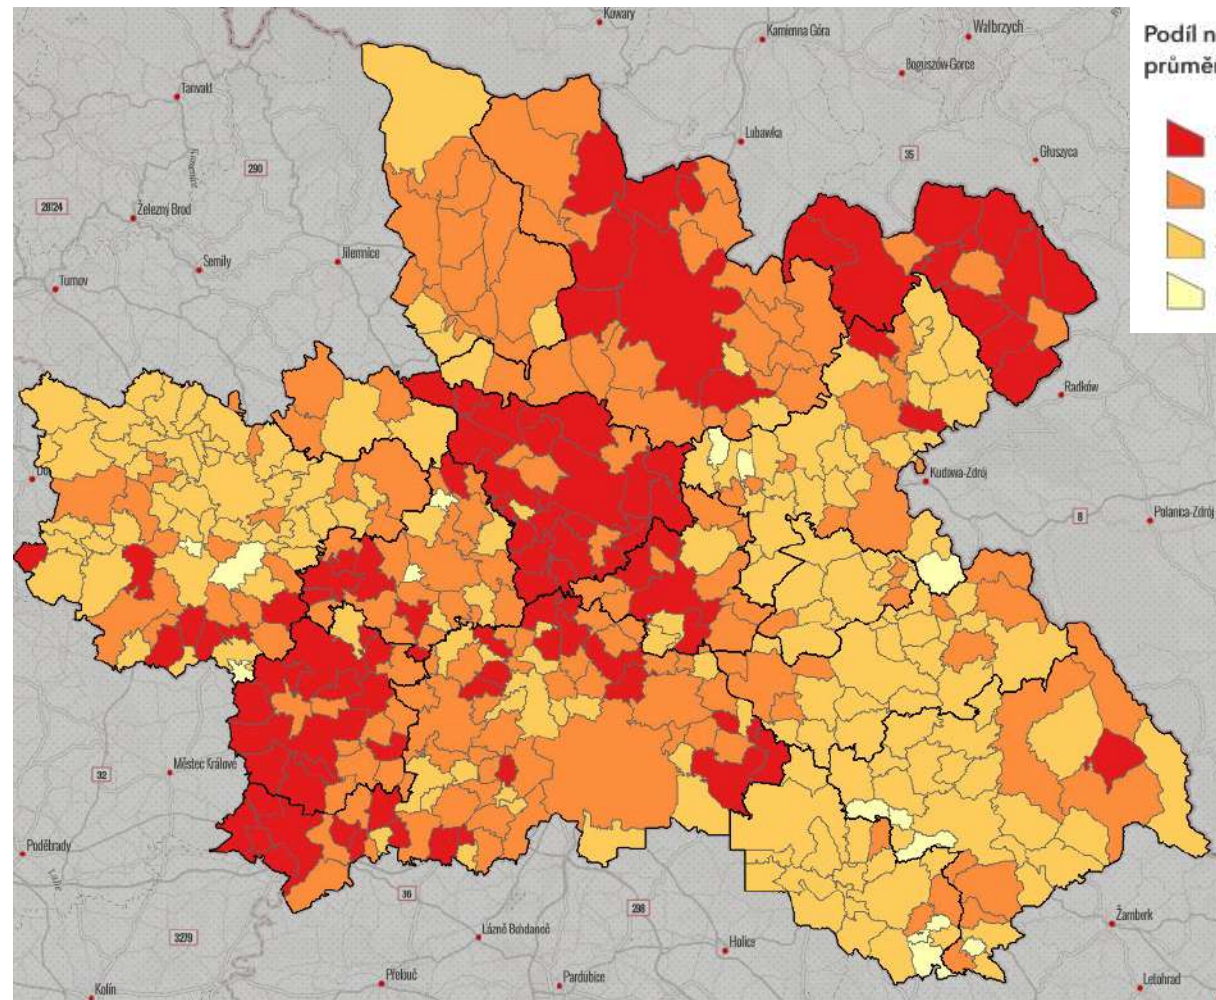 Kowary
Wałbrzych
Kamienna Góra
Podíl n
průměr
Boguszów-Gorce
Tanvald
Lubawka
35
Głuszyca
290
28724
Železný Brod
Jilemnice
Semily
Turnov
Radków
Kudowa-Zdrój
Polanica-Zdrój
8
Městec Králové
32
Poděbrady
Labe
36
298
Žamberk
3279
Lázně Bohdaneč
Holice
Přelouč
Pardubice
Letohrad
Kolín